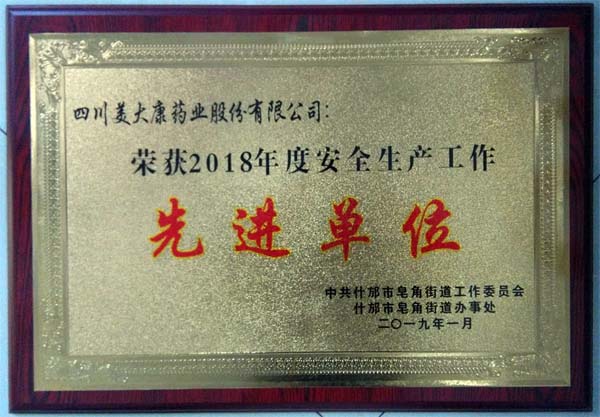 四川美大康药业股份有限公司：
荣获2018年度安全生产工作
先进单位
中共什邡市皂角街道工作委员会
什邡市皂角街道办事处
二〇一九年一月